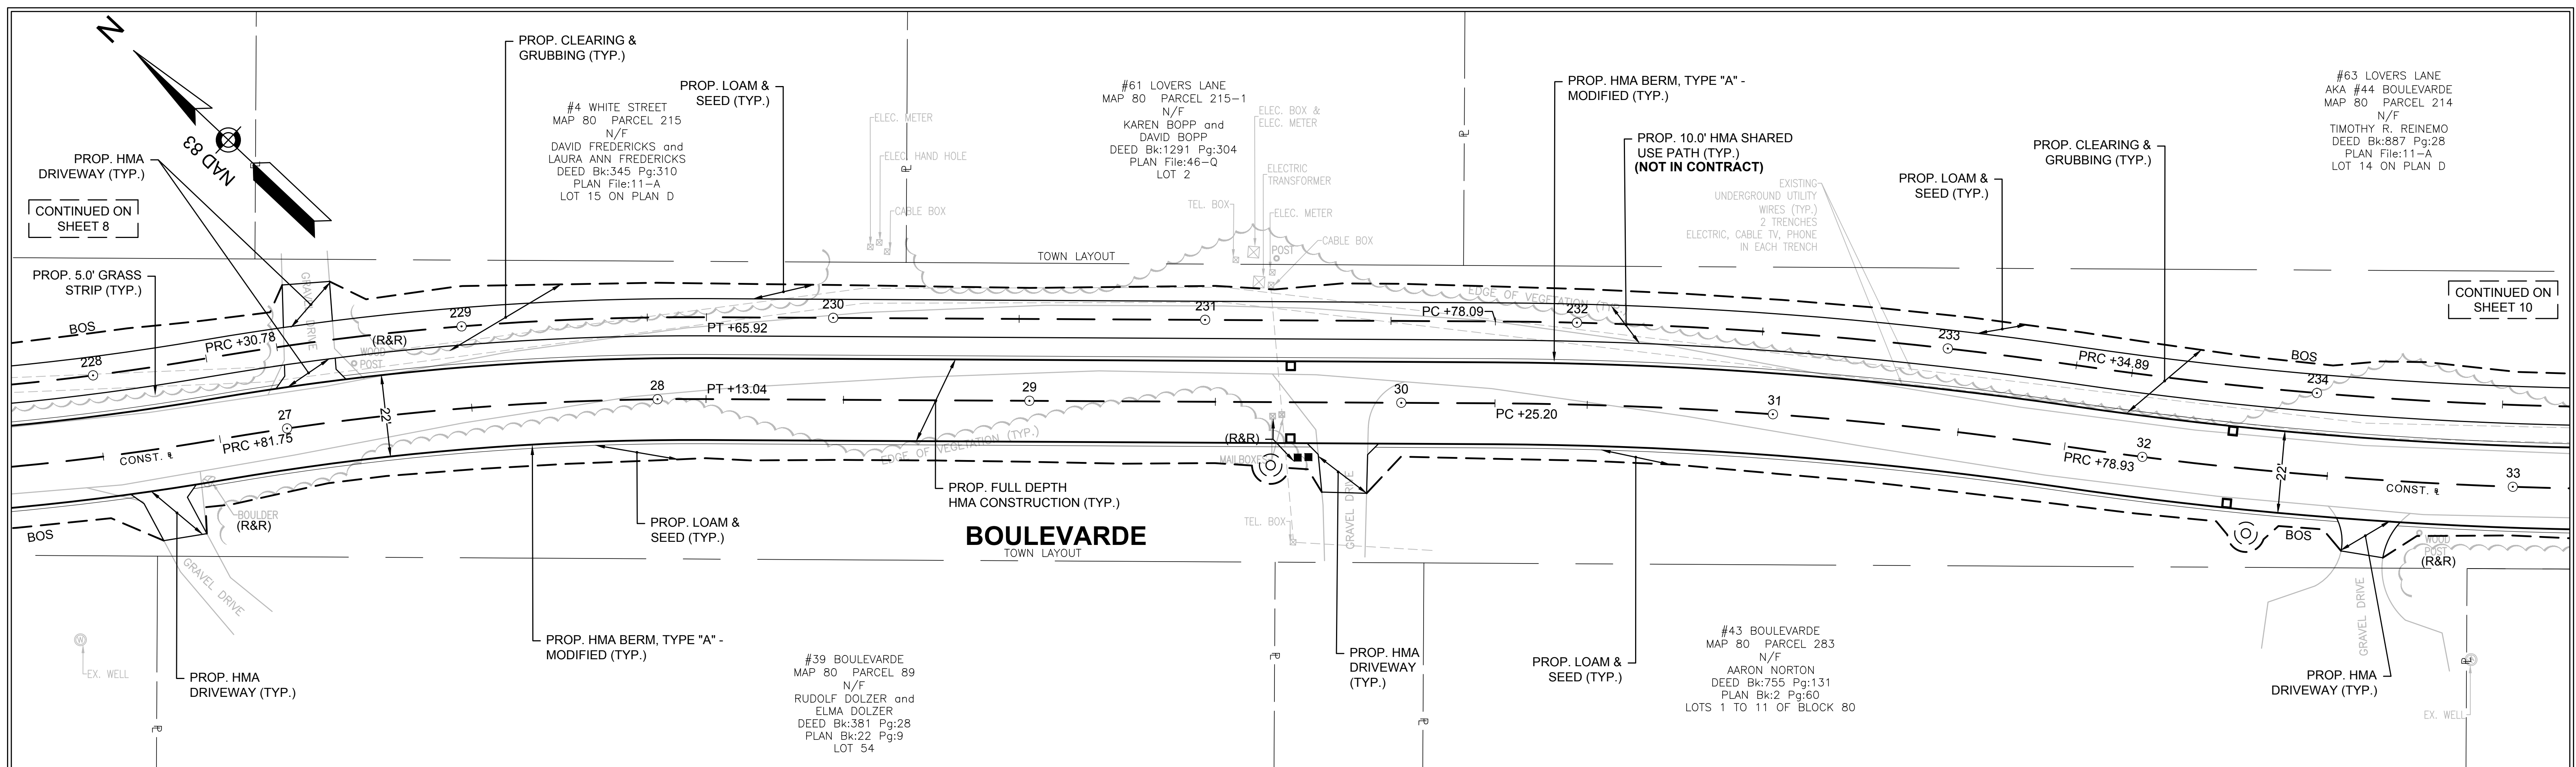 N
NAD 83
PROP. HMA
DRIVEWAY (TYP.)
CONTINUED ON
SHEET 8
PROP. 5.0' GRASS
STRIP (TYP.)
PROP. CLEARING &
GRUBBING (TYP.)
#4 WHITE STREET
MAP 80 PARCEL 215
N/F
DAVID FREDERICKS and
LAURA ANN FREDERICKS
DEED Bk:345 Pg:310
PLAN File:11-A
LOT 15 ON PLAN D
PROP. LOAM &
SEED (TYP.)
ELEC. METER
ELEC. HAND HOLE
CABLE BOX
#61 LOVERS LANE
MAP 80 PARCEL 215-1
N/F
KAREN BOPP and
DAVID BOPP
DEED Bk:1291 Pg:304
PLAN File:46-Q
LOT 2
ELEC. BOX &
ELEC. METER
ELECTRIC
TRANSFORMER
TEL. BOX
ELEC. METER
CABLE BOX
POST
TOWN LAYOUT
PROP. HMA BERM, TYPE "A" -
MODIFIED (TYP.)
PROP. 10.0' HMA SHARED
USE PATH (TYP.)
(NOT IN CONTRACT)
EXISTING
UNDERGROUND UTILITY
WIRES (TYP.)
2 TRENCHES
ELECTRIC, CABLE TV, PHONE
IN EACH TRENCH
PROP. LOAM &
SEED (TYP.)
PROP. CLEARING &
GRUBBING (TYP.)
#63 LOVERS LANE
AKA #44 BOULEVARDE
MAP 80 PARCEL 214
N/F
TIMOTHY R. REINEMO
DEED Bk:887 Pg:28
PLAN File:11-A
LOT 14 ON PLAN D
CONTINUED ON
SHEET 10
BOS
228
PRC +30.78
GRAVEL DRIVE
(R&R)
WOOD
POST
229
PT +65.92
230
231
PC +78.09
EDGE OF VEGETATION (TYP.)
232
233
PRC +34.89
BOS
234
CONST. ℄
27
PRC +81.75
22'
28
PT +13.04
29
30
PC +25.20
31
32
PRC +78.93
22'
CONST. ℄
33
EDGE OF VEGETATION (TYP.)
(R&R)
MAILBOXES
BOS
BOULDER
(R&R)
GRAVEL DRIVE
PROP. LOAM &
SEED (TYP.)
PROP. FULL DEPTH
HMA CONSTRUCTION (TYP.)
BOULEVARDE
TOWN LAYOUT
TEL. BOX
GRAVEL DRIVE
BOS
WOOD
POST
(R&R)
GRAVEL DRIVE
W
EX. WELL
PROP. HMA
DRIVEWAY (TYP.)
PROP. HMA BERM, TYPE "A" -
MODIFIED (TYP.)
#39 BOULEVARDE
MAP 80 PARCEL 89
N/F
RUDOLF DOLZER and
ELMA DOLZER
DEED Bk:381 Pg:28
PLAN Bk:22 Pg:9
LOT 54
PROP. HMA
DRIVEWAY
(TYP.)
PROP. LOAM &
SEED (TYP.)
#43 BOULEVARDE
MAP 80 PARCEL 283
N/F
AARON NORTON
DEED Bk:755 Pg:131
PLAN Bk:2 Pg:60
LOTS 1 TO 11 OF BLOCK 80
PROP. HMA
DRIVEWAY (TYP.)
EX. WELL